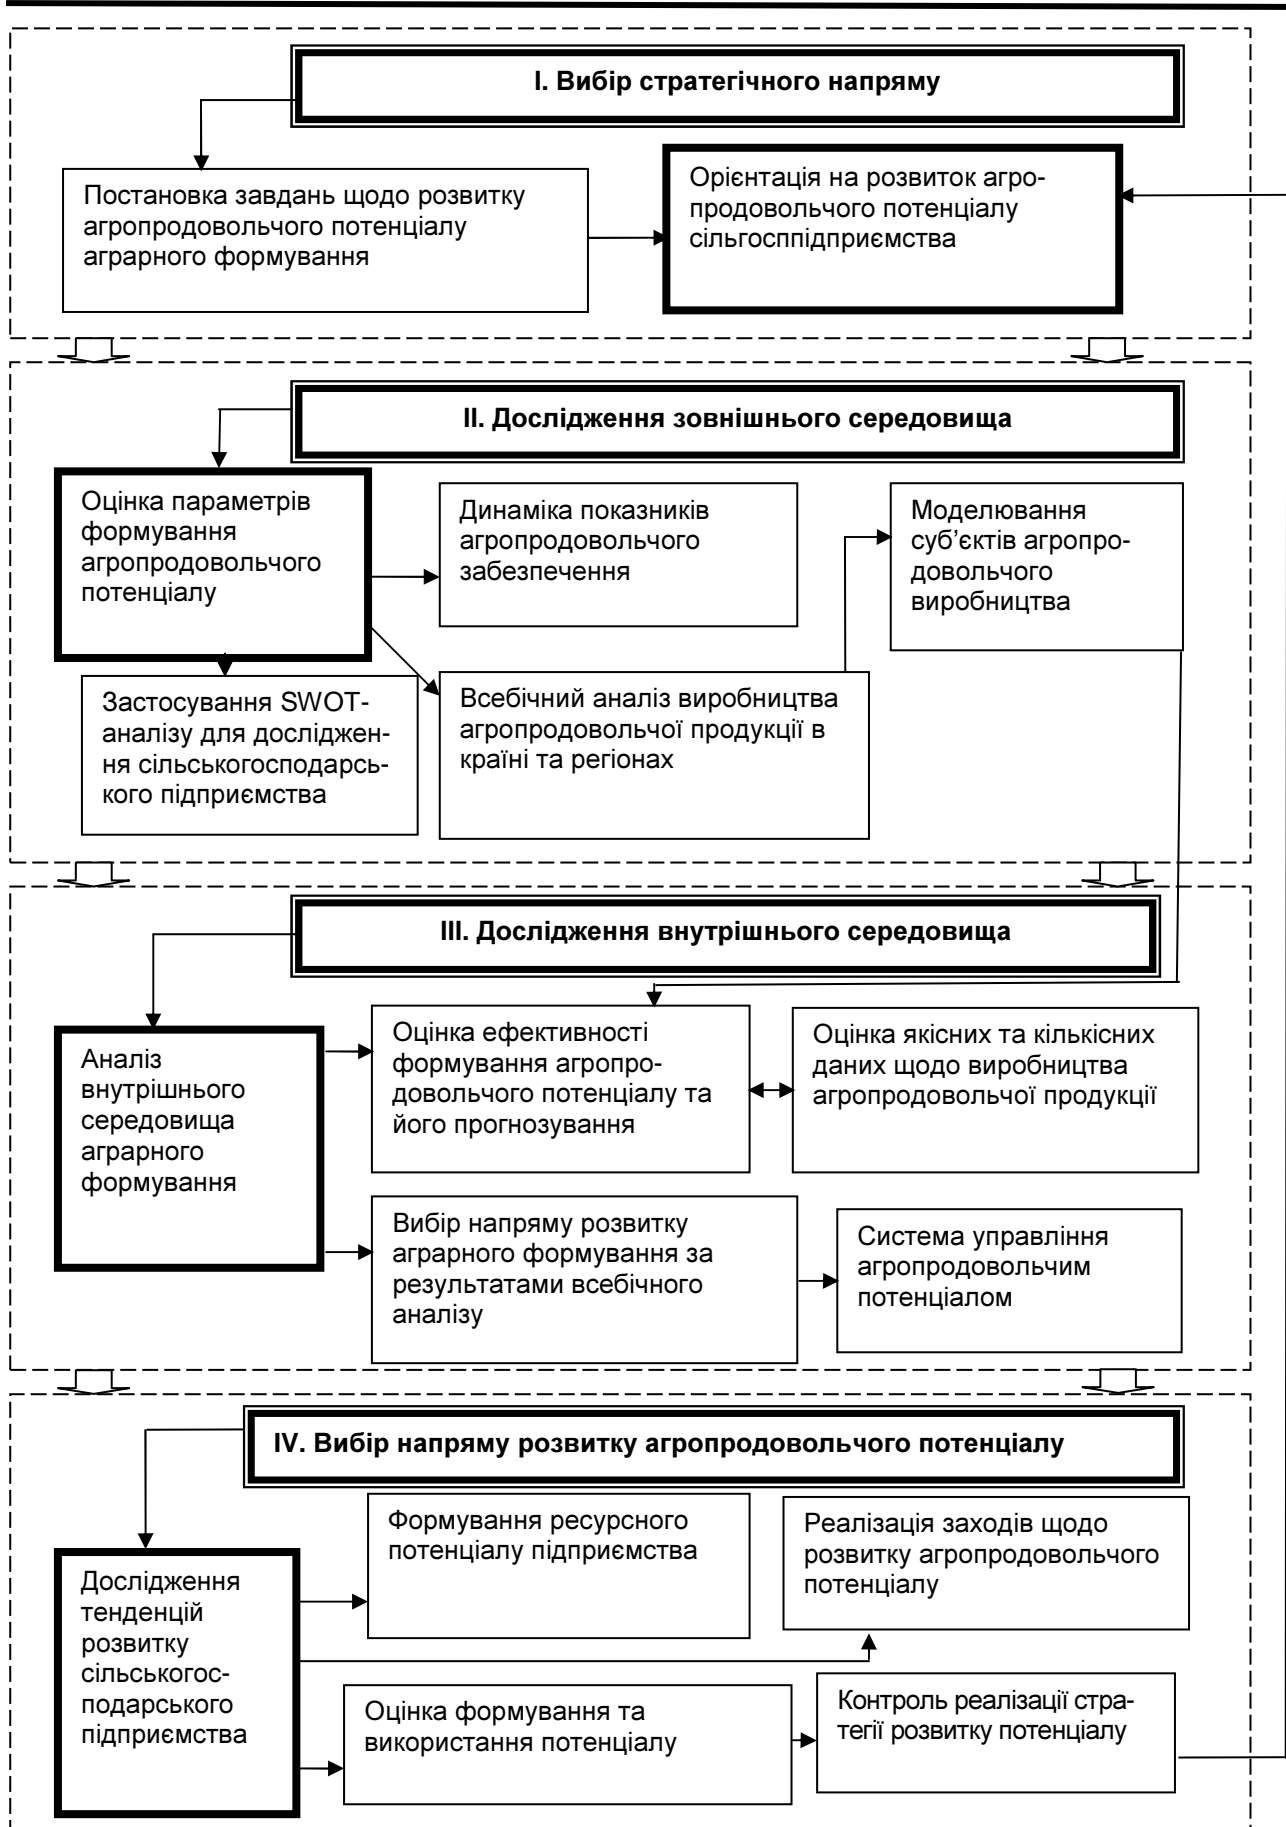 I. Вибір стратегічного напряму
Постановка завдань щодо розвитку
агропродовольчого потенціалу
аграрного формування
Орієнтація на розвиток агро-
продовольчого потенціалу
сільгосппідприємства
II. Дослідження зовнішнього середовища
Оцінка параметрів
формування
агропродовольчого
потенціалу
Динаміка показників
агропродовольчого
забезпечення
Моделювання
суб’єктів агропро-
довольчого
виробництва
Застосування SWOT-
аналізу для досліджен-
ня сільськогосподарсь-
кого підприємства
Всебічний аналіз виробництва
агропродовольчої продукції в
країні та регіонах
III. Дослідження внутрішнього середовища
Аналіз
внутрішнього
середовища
аграрного
формування
Оцінка ефективності
формування агропро-
довольчого потенціалу та
його прогнозування
Оцінка якісних та кількісних
даних щодо виробництва
агропродовольчої продукції
Вибір напряму розвитку
аграрного формування за
результатами всебічного
аналізу
Система управління
агропродовольчим
потенціалом
IV. Вибір напряму розвитку агропродовольчого потенціалу
Дослідження
тенденцій
розвитку
сільськогос-
подарського
підприємства
Формування ресурсного
потенціалу підприємства
Реалізація заходів щодо
розвитку агропродовольчого
потенціалу
Оцінка формування та
використання потенціалу
Контроль реалізації стра-
тегії розвитку потенціалу